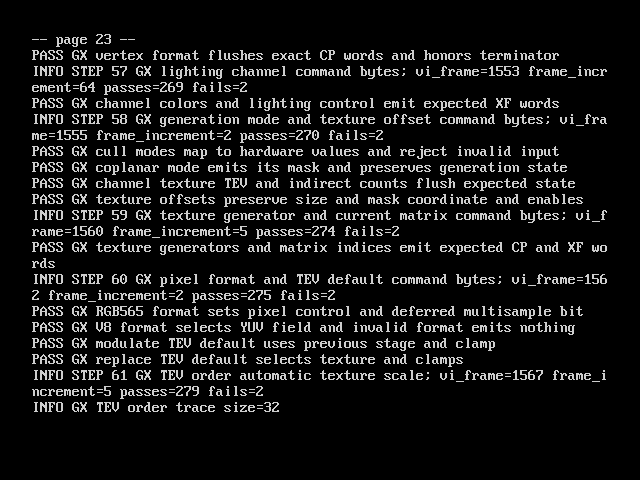 -- page 23 --
PASS GX vertex format flushes exact CP words and honors terminator
INFO STEP 57 GX lighting channel command bytes; vi_frame=1553 frame_incr
ement=64 passes=269 fails=2
PASS GX channel colors and lighting control emit expected XF words
INFO STEP 58 GX generation mode and texture offset command bytes; vi_fra
me=1555 frame_increment=2 passes=270 fails=2
PASS GX cull modes map to hardware values and reject invalid input
PASS GX coplanar mode emits its mask and preserves generation state
PASS GX channel texture TEV and indirect counts flush expected state
PASS GX texture offsets preserve size and mask coordinate and enables
INFO STEP 59 GX texture generator and current matrix command bytes; vi_f
rame=1560 frame_increment=5 passes=274 fails=2
PASS GX texture generators and matrix indices emit expected CP and XF wo
rds
INFO STEP 60 GX pixel format and TEV default command bytes; vi_frame=156
2 frame_increment=2 passes=275 fails=2
PASS GX RGB565 format sets pixel control and deferred multisample bit
PASS GX V8 format selects YUV field and invalid format emits nothing
PASS GX modulate TEV default uses previous stage and clamp
PASS GX replace TEV default selects texture and clamps
INFO STEP 61 GX TEV order automatic texture scale; vi_frame=1567 frame_i
ncrement=5 passes=279 fails=2
INFO GX TEV order trace size=32